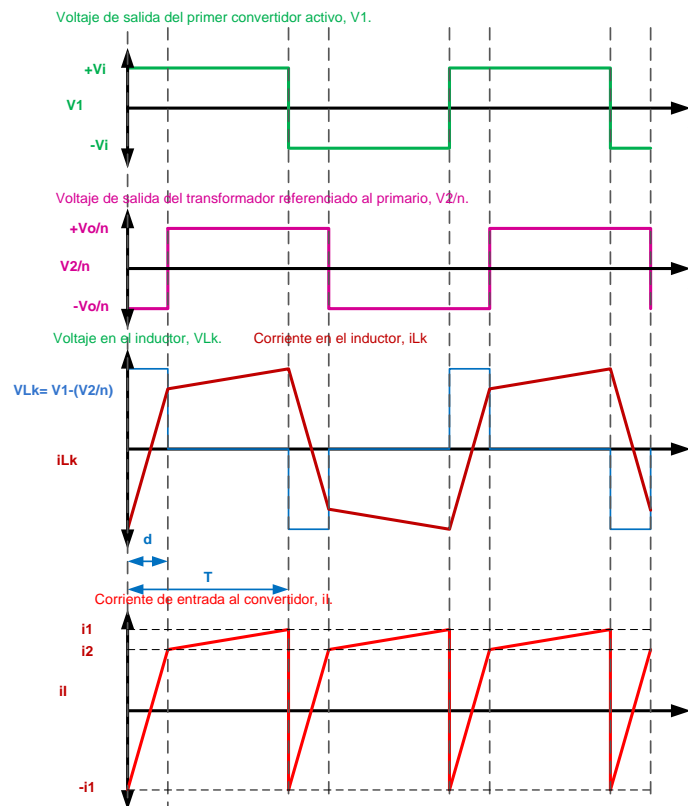 Voltaje de salida del primer convertidor activo, V1.
+Vi
V1
-Vi
Voltaje de salida del transformador referenciado al primario, V2/n.
+Vo/n
V2/n
-Vo/n
Voltaje en el inductor, VLk. Corriente en el inductor, iLk
VLk= V1-(V2/n)
iLk
d
T
Corriente de entrada al convertidor, iI.
i1
i2
iI
-i1